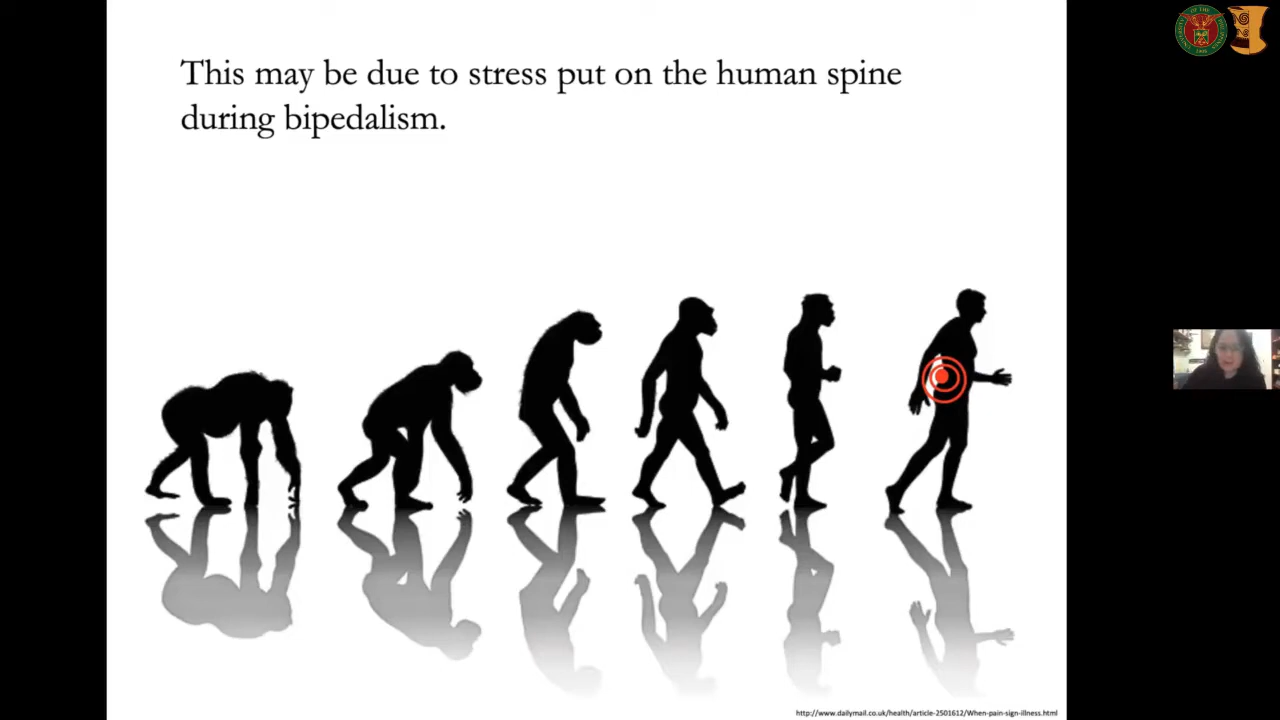 This may be due to stress put on the human spine
during bipedalism.
http://www.dailymail.co.uk/health/article-2501612/When-pain-sign-illness.html